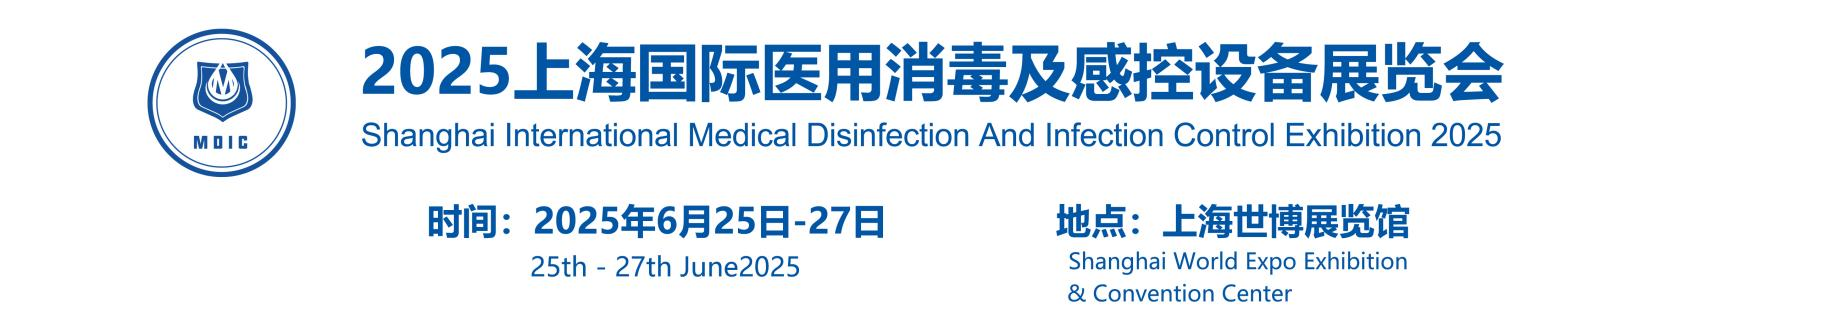 MDIC
2025上海国际医用消毒及感控设备展览会
Shanghai International Medical Disinfection And Infection Control Exhibition 2025
时间：2025年6月25日-27日
25th - 27th June2025
地点：上海世博展览馆
Shanghai World Expo Exhibition
& Convention Center